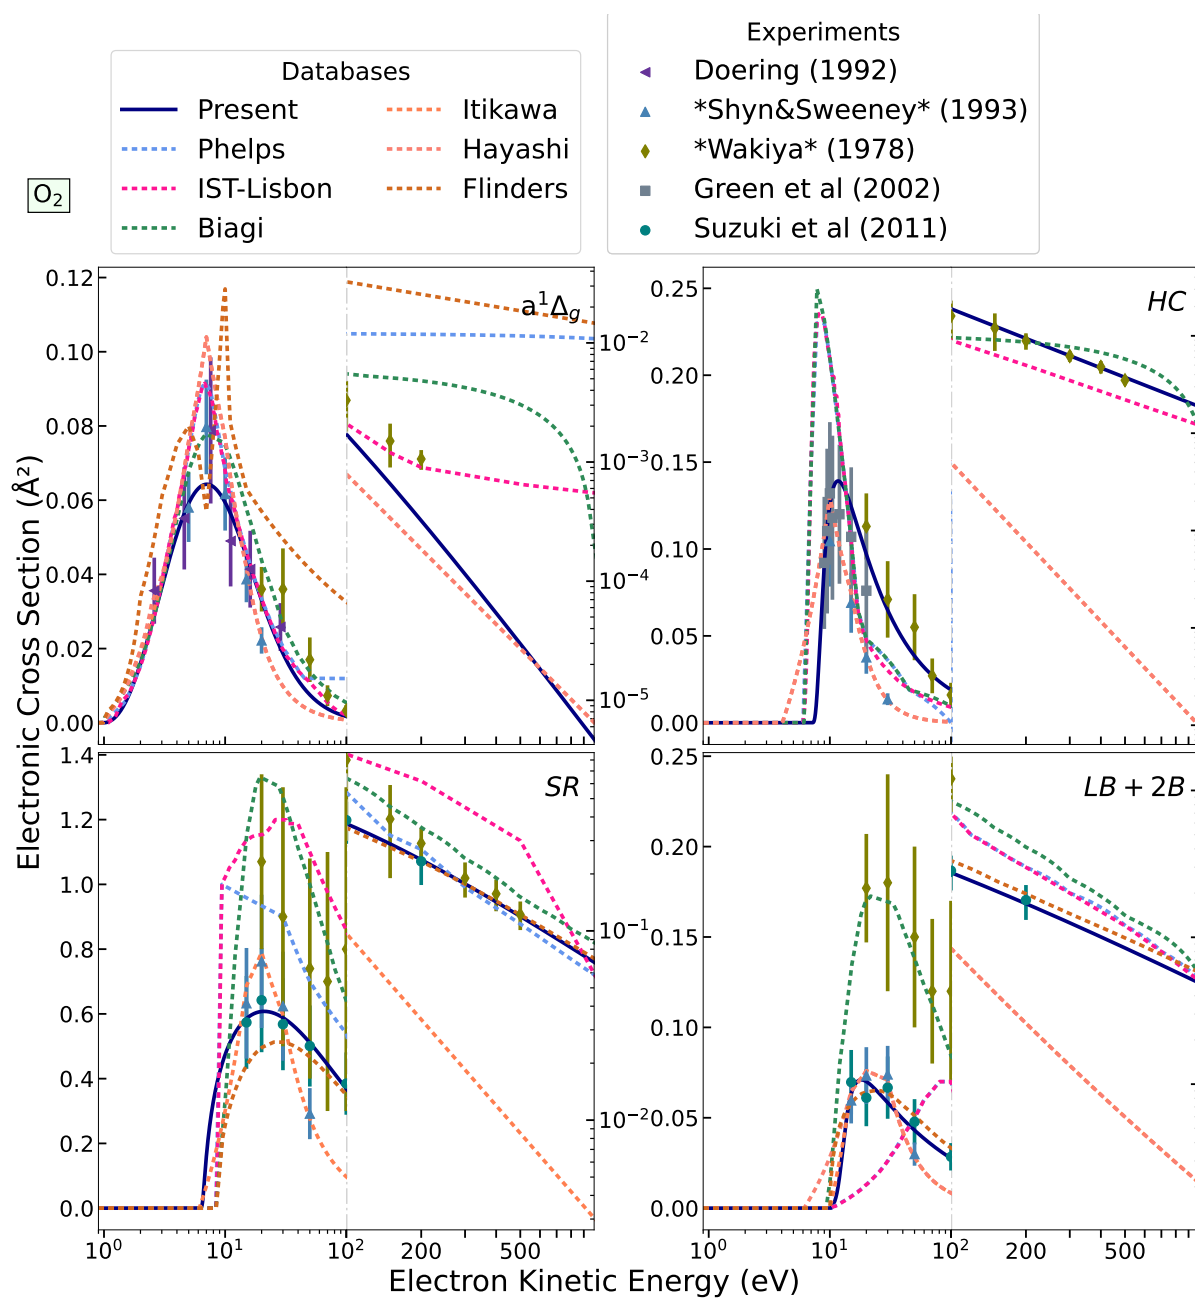 Databases
Present
Phelps
IST-Lisbon
Biagi
Itikawa
Hayashi
Flinders
Experiments
Doering (1992)
*Shyn&Sweeney* (1993)
*Wakiya* (1978)
Green et al (2002)
Suzuki et al (2011)
O₂
Electronic Cross Section (Å²)
0.12
0.10
0.08
0.06
0.04
0.02
0.00
a¹Δg
10⁻²
10⁻³
10⁻⁴
10⁻⁵
0.25
0.20
0.15
0.10
0.05
0.00
HC
1.4
1.2
1.0
0.8
0.6
0.4
0.2
0.0
SR
10⁻¹
10⁻²
10⁰ 10¹ 10² 200 500
0.25
0.20
0.15
0.10
0.05
0.00
LB + 2B
10⁰ 10¹ 10² 200 500
Electron Kinetic Energy (eV)